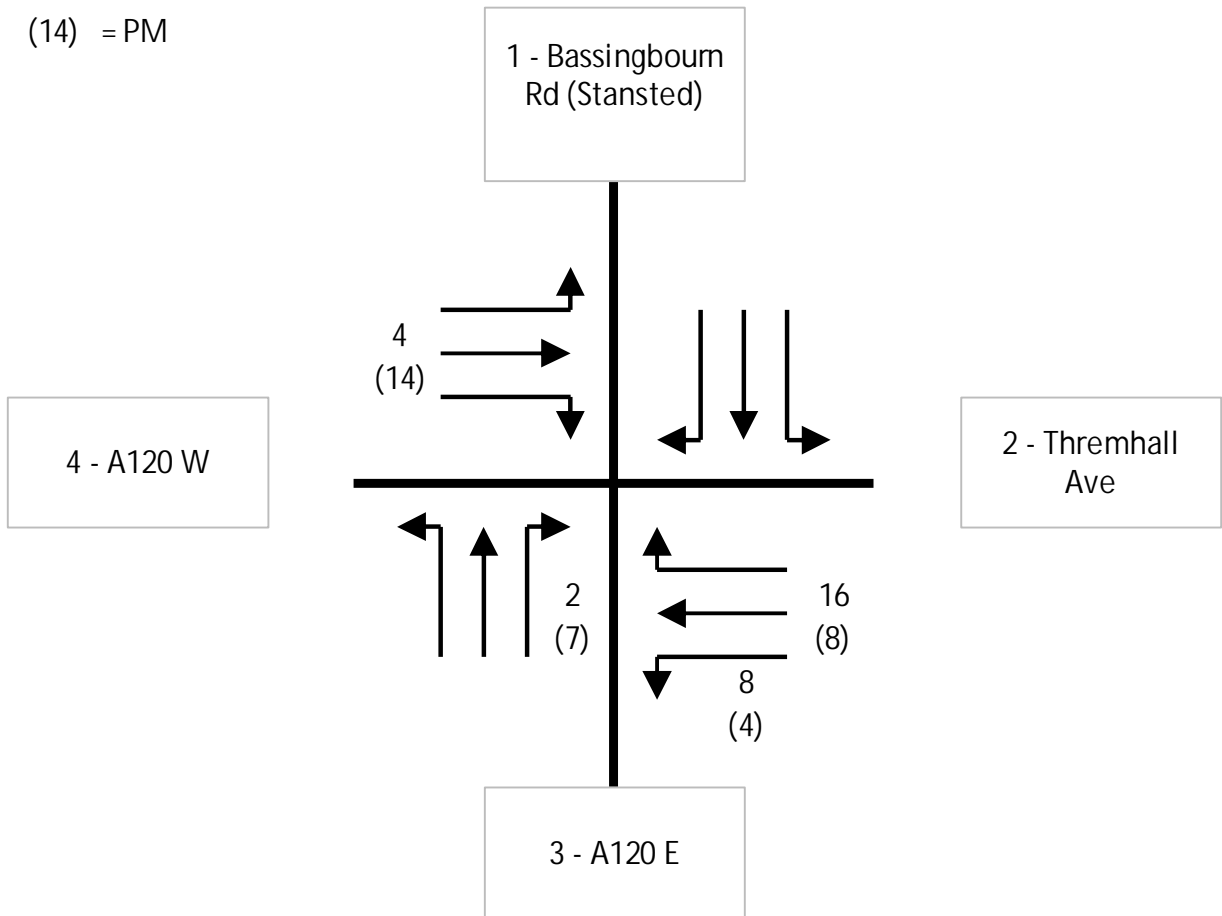 (14) = PM
1 - Bassingbourn
Rd (Stansted)
4
(14)
4 - A120 W
2 - Thremhall
Ave
2
(7)
16
(8)
8
(4)
3 - A120 E